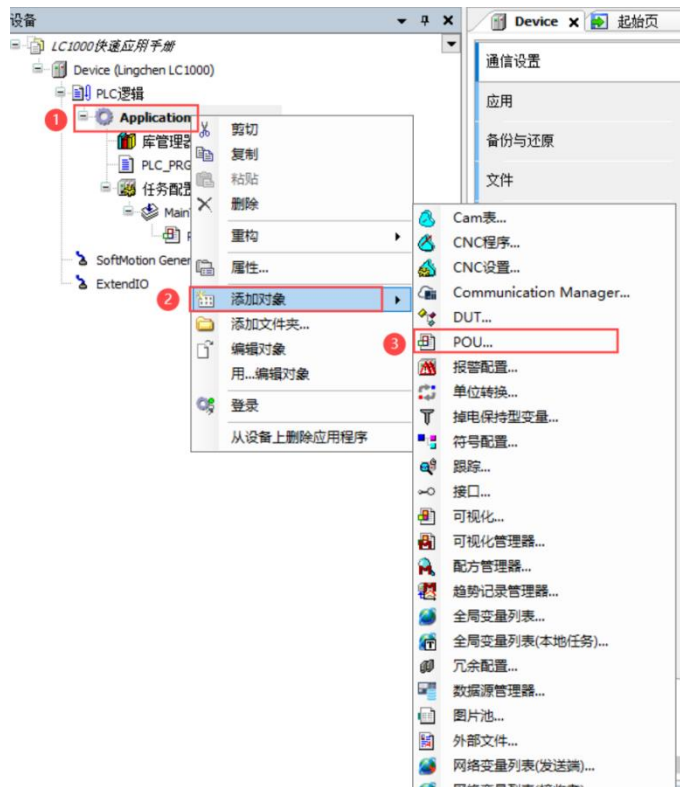 设备
LC1000快速应用手册
Device (Lingchen LC1000)
PLC逻辑
1
Application
库管理器
PLC_PRG
任务配置
Main
SoftMotion Gener
ExtendIO
剪切
复制
粘贴
删除
重构
属性...
2
添加对象
添加文件夹...
编辑对象
用...编辑对象
登录
从设备上删除应用程序
Device
起始页
通信设置
应用
备份与还原
文件
Cam表...
CNC程序...
CNC设置...
Communication Manager...
DUT...
3
POU...
报警配置...
单位转换...
掉电保持型变量...
符号配置...
跟踪...
接口...
可视化...
可视化管理器...
配方管理器...
趋势记录管理器...
全局变量列表...
全局变量列表(本地任务)...
冗余配置...
数据源管理器...
图片池...
外部文件...
网络变量列表(发送端)...